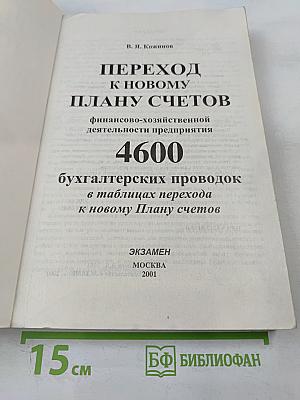 В. Я. Кожинов
ПЕРЕХОД
К НОВОМУ
ПЛАНУ СЧЕТОВ
финансово-хозяйственной
деятельности предприятия
4600
бухгалтерских проводок
в таблицах перехода
к новому Плану счетов
ЭКЗАМЕН
МОСКВА
2001
15 см
БФ БИБЛИОФАН